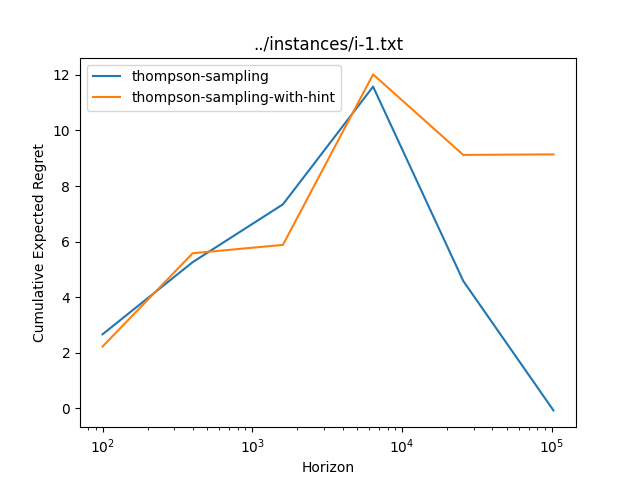 ../instances/i-1.txt
thompson-sampling
thompson-sampling-with-hint
Cumulative Expected Regret
12
10
8
6
4
2
0
10² 10³ 10⁴ 10⁵
Horizon